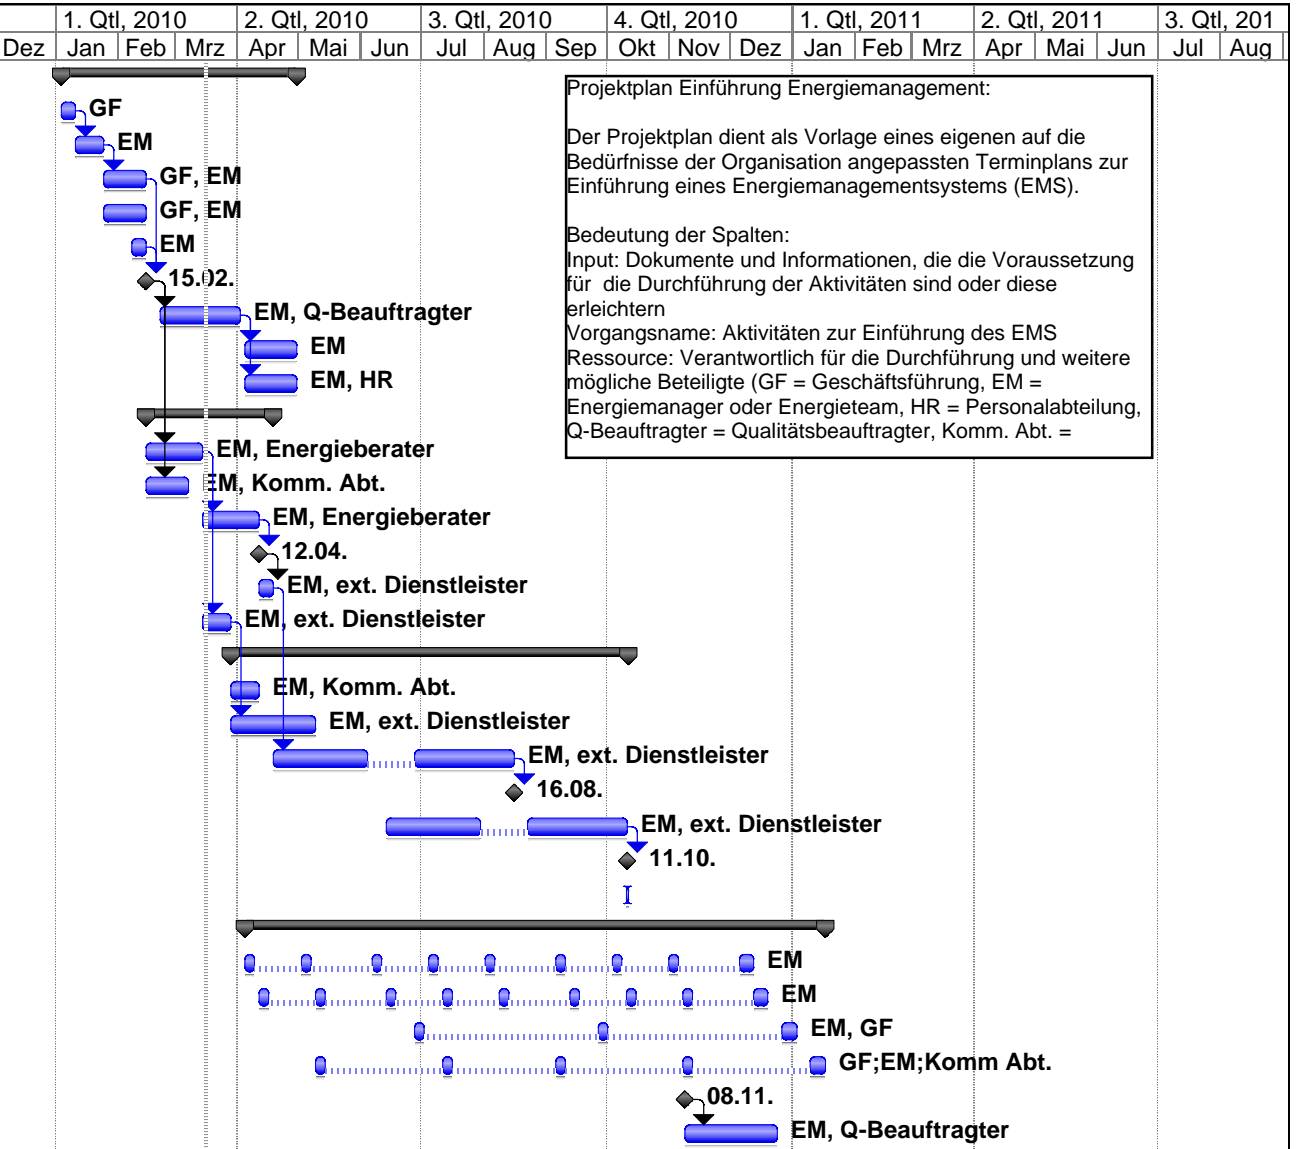 1. Qtl, 2010 2. Qtl, 2010 3. Qtl, 2010 4. Qtl, 2010 1. Qtl, 2011 2. Qtl, 2011 3. Qtl, 201
Dez Jan Feb Mrz Apr Mai Jun Jul Aug Sep Okt Nov Dez Jan Feb Mrz Apr Mai Jun Jul Aug
Projektplan Einführung Energiemanagement:
Der Projektplan dient als Vorlage eines eigenen auf die
Bedürfnisse der Organisation angepassten Terminplans zur
Einführung eines Energiemanagementsystems (EMS).
Bedeutung der Spalten:
Input: Dokumente und Informationen, die die Voraussetzung
für die Durchführung der Aktivitäten sind oder diese
erleichtern
Vorgangsname: Aktivitäten zur Einführung des EMS
Ressource: Verantwortlich für die Durchführung und weitere
mögliche Beteiligte (GF = Geschäftsführung, EM =
Energiemanager oder Energieteam, HR = Personalabteilung,
Q-Beauftragter = Qualitätsbeauftragter, Komm. Abt. =
GF
EM
GF, EM
GF, EM
EM
15.02.
EM, Q-Beauftragter
EM
EM, HR
EM, Energieberater
EM, Komm. Abt.
EM, Energieberater
12.04.
EM, ext. Dienstleister
EM, ext. Dienstleister
EM, Komm. Abt.
EM, ext. Dienstleister
EM, ext. Dienstleister
16.08.
EM, ext. Dienstleister
11.10.
EM
EM
EM, GF
GF;EM;Komm Abt.
08.11.
EM, Q-Beauftragter